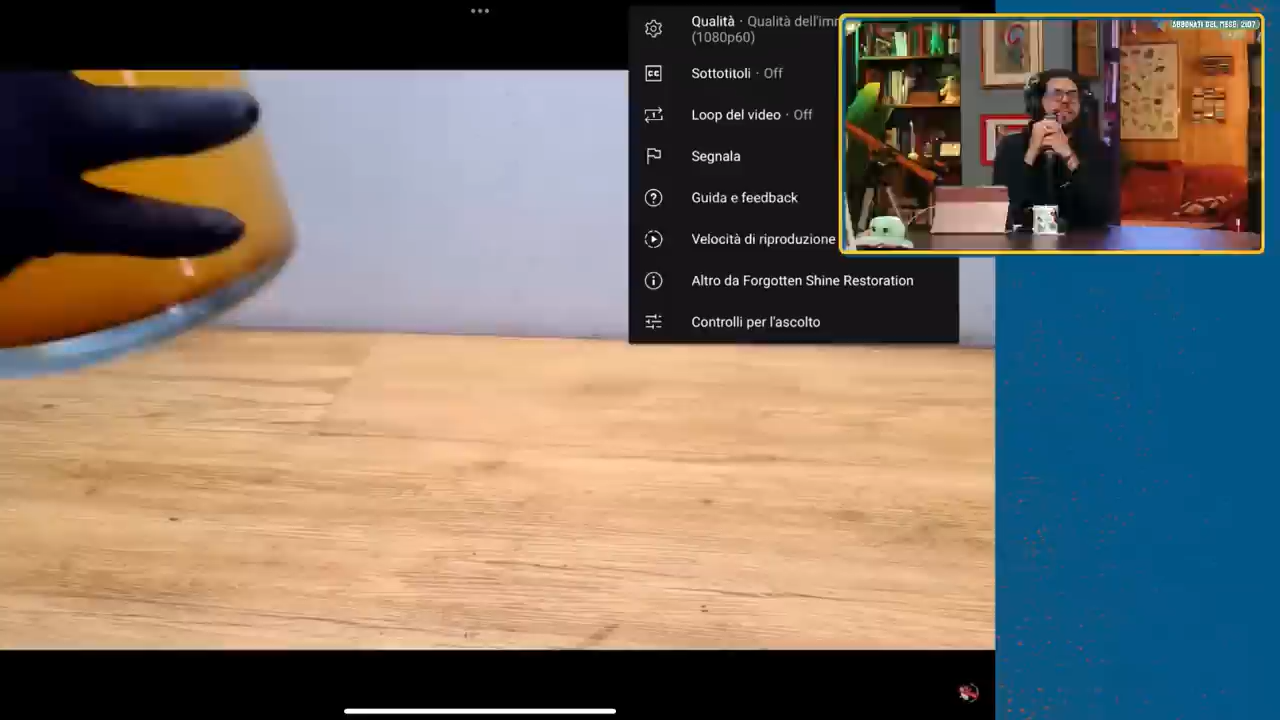 Qualità · Qualità dell'imm
(1080p60)
ABBONATI DEL MESE: 2107
Sottotitoli · Off
Loop del video · Off
Segnala
Guida e feedback
Velocità di riproduzione
Altro da Forgotten Shine Restoration
Controlli per l'ascolto